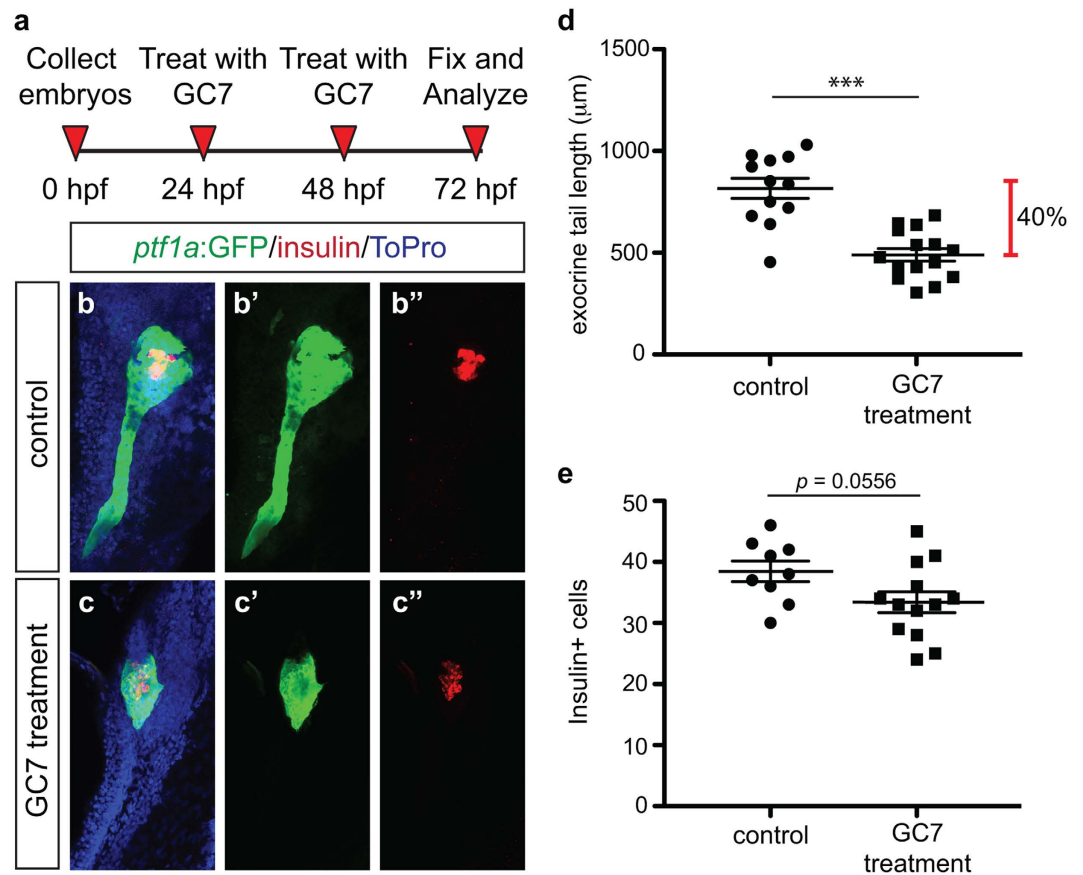 a
Collect embryos
Treat with GC7
Treat with GC7
Fix and Analyze
0 hpf
24 hpf
48 hpf
72 hpf
ptf1a:GFP/insulin/ToPro
control
b
b'
b''
GC7 treatment
c
c'
c''
d
exocrine tail length (μm)
1500
1000
500
0
***
40%
control
GC7
treatment
e
Insulin+ cells
50
40
30
20
10
0
p = 0.0556
control
GC7
treatment